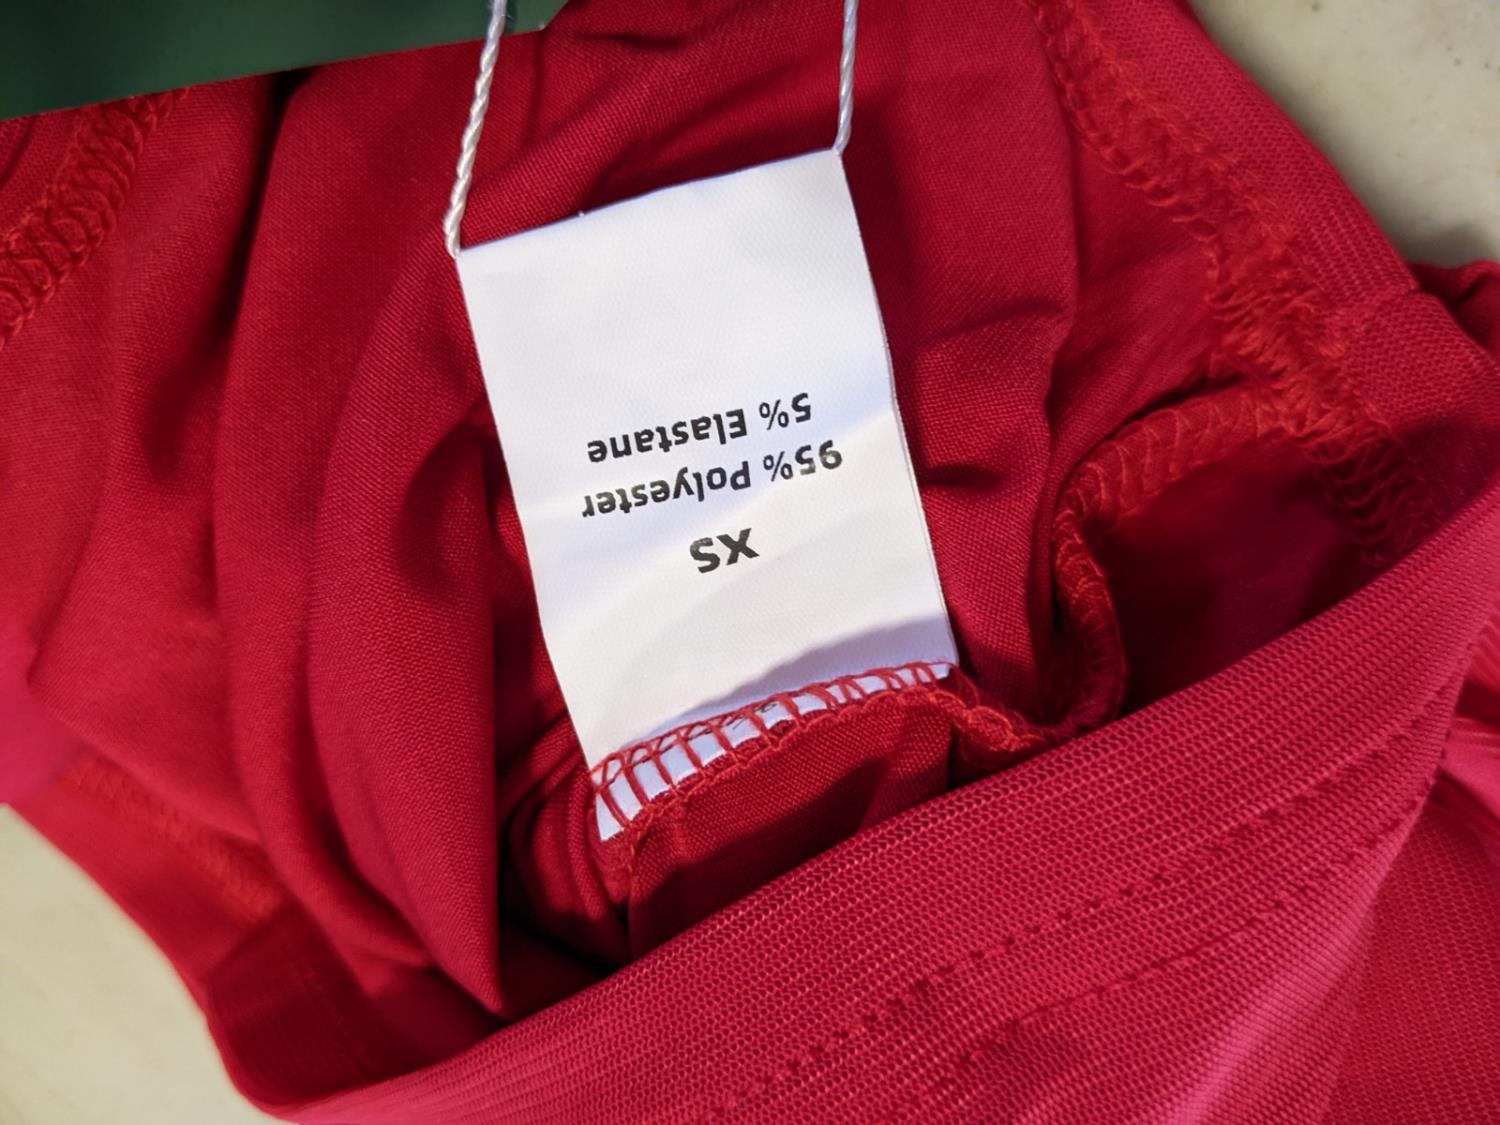 XS
95% Polyester
5% Elastane